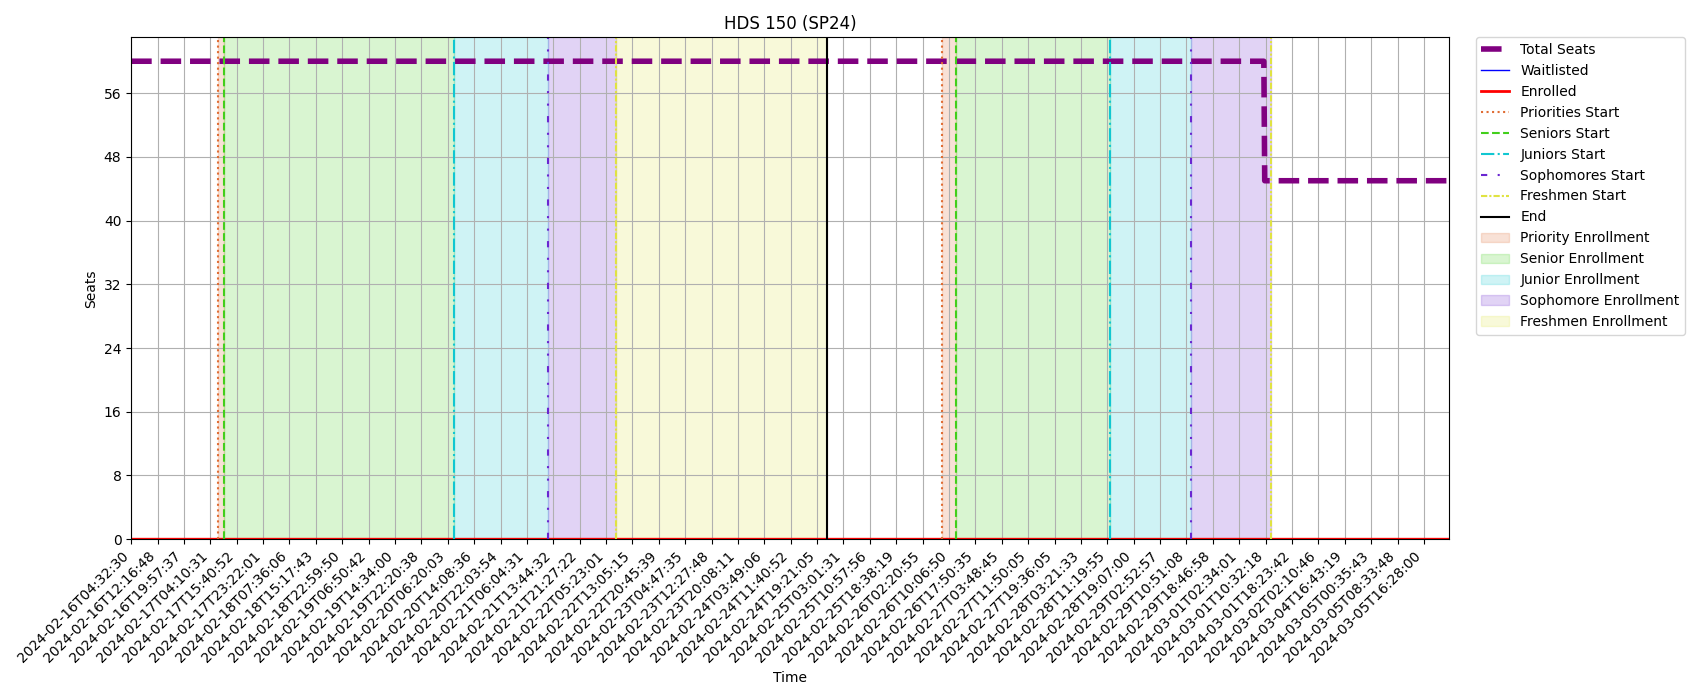 HDS 150 (SP24)
Total Seats
Waitlisted
Enrolled
Priorities Start
Seniors Start
Juniors Start
Sophomores Start
Freshmen Start
End
Priority Enrollment
Senior Enrollment
Junior Enrollment
Sophomore Enrollment
Freshmen Enrollment
Seats
56
48
40
32
24
16
8
0
2024-02-16T04:32:30
2024-02-16T12:16:48
2024-02-16T19:57:37
2024-02-17T04:10:31
2024-02-17T15:40:52
2024-02-17T23:22:01
2024-02-18T07:36:06
2024-02-18T15:17:43
2024-02-18T22:59:50
2024-02-19T06:50:42
2024-02-19T14:34:00
2024-02-19T22:20:38
2024-02-20T06:20:03
2024-02-20T14:08:36
2024-02-20T22:03:54
2024-02-21T06:04:31
2024-02-21T13:44:32
2024-02-21T21:27:22
2024-02-22T05:23:01
2024-02-22T13:05:15
2024-02-22T20:45:39
2024-02-23T04:47:35
2024-02-23T12:27:48
2024-02-23T20:08:11
2024-02-24T03:49:06
2024-02-24T11:40:52
2024-02-24T19:21:05
2024-02-25T03:01:31
2024-02-25T10:57:56
2024-02-25T18:38:19
2024-02-26T02:20:55
2024-02-26T10:06:50
2024-02-26T17:50:35
2024-02-27T03:48:45
2024-02-27T11:50:05
2024-02-27T19:36:05
2024-02-28T03:21:33
2024-02-28T11:19:55
2024-02-28T19:07:00
2024-02-29T02:52:57
2024-02-29T10:51:08
2024-02-29T18:46:58
2024-03-01T02:34:01
2024-03-01T10:32:18
2024-03-01T18:23:42
2024-03-02T02:10:46
2024-03-04T16:43:19
2024-03-05T00:35:43
2024-03-05T08:33:48
2024-03-05T16:28:00
Time